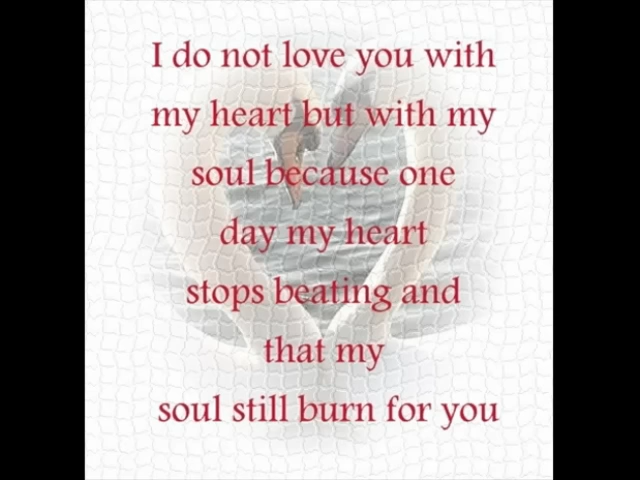 I do not love you with
my heart but with my
soul because one
day my heart
stops beating and
that my
soul still burn for you